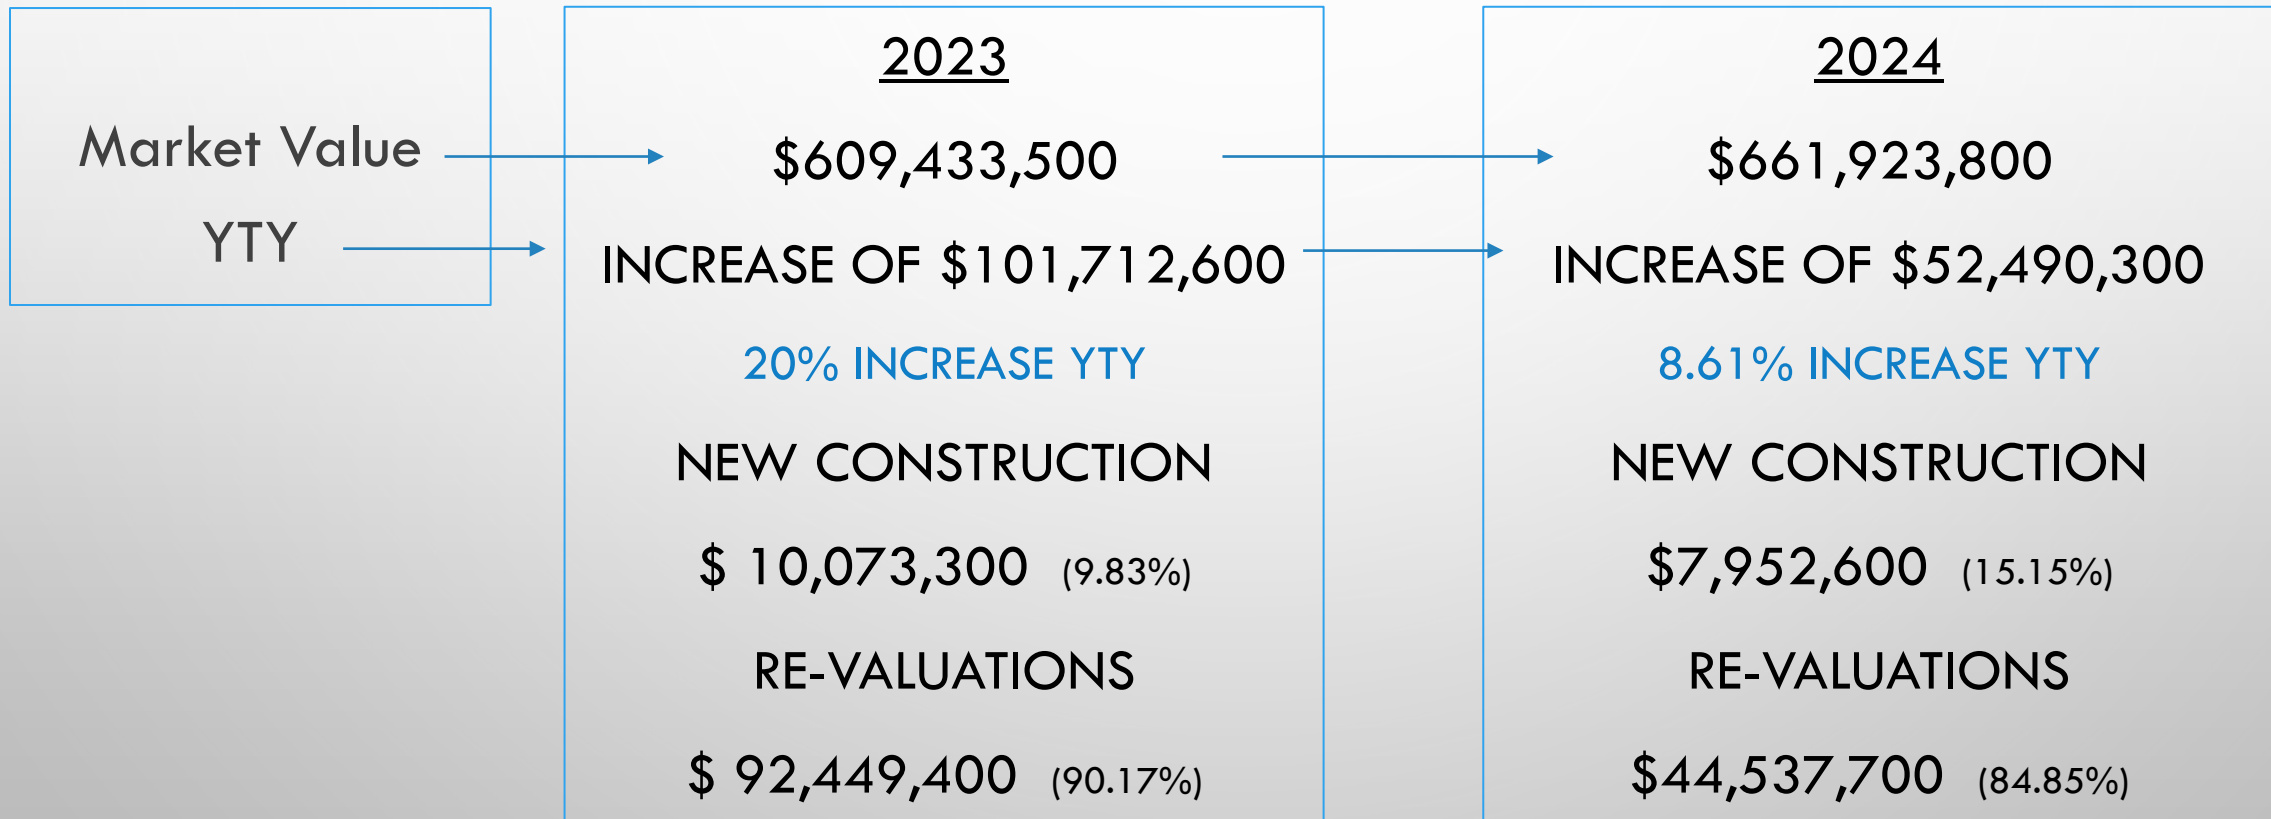 Market Value
YTY
2023
$609,433,500
INCREASE OF $101,712,600
20% INCREASE YTY
NEW CONSTRUCTION
$ 10,073,300 (9.83%)
RE-VALUATIONS
$ 92,449,400 (90.17%)
2024
$661,923,800
INCREASE OF $52,490,300
8.61% INCREASE YTY
NEW CONSTRUCTION
$7,952,600 (15.15%)
RE-VALUATIONS
$44,537,700 (84.85%)